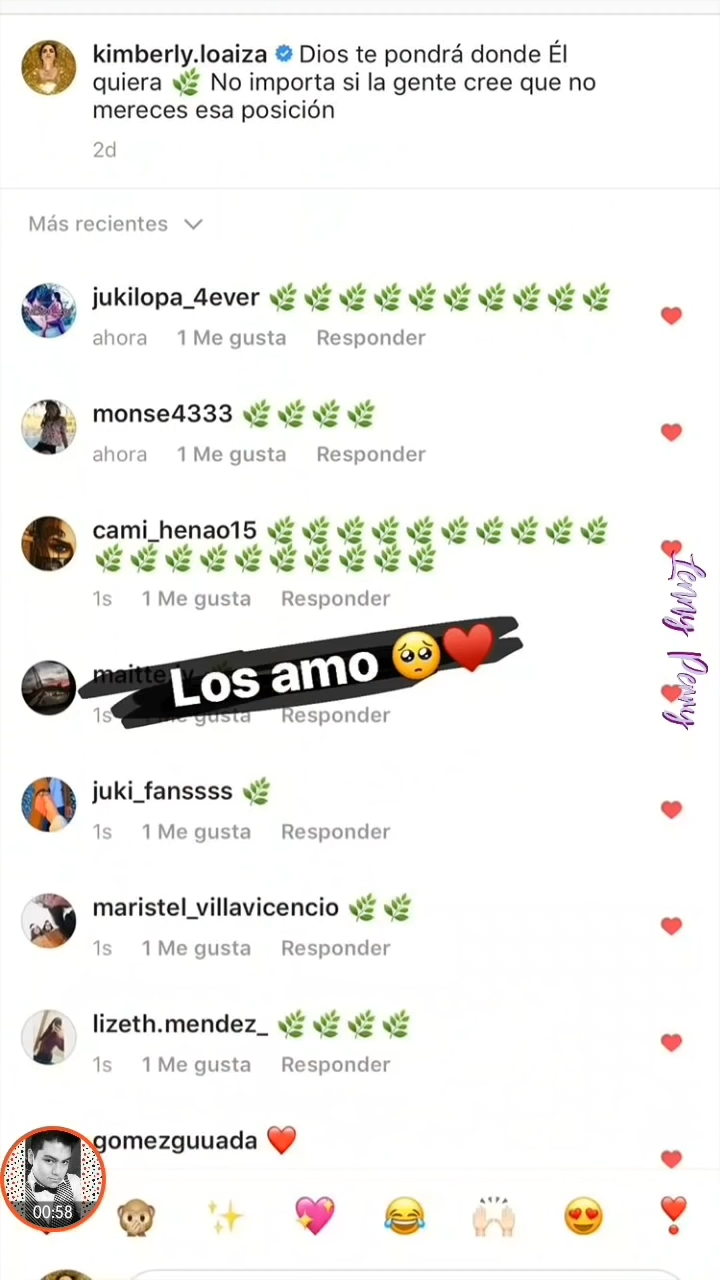 kimberly.loaiza Dios te pondrá donde Él
quiera 🌿 No importa si la gente cree que no
mereces esa posición
2d
Más recientes
jukilopa_4ever 🌿🌿🌿🌿🌿🌿🌿🌿🌿🌿
ahora 1 Me gusta Responder
monse4333 🌿🌿🌿🌿
ahora 1 Me gusta Responder
cami_henao15 🌿🌿🌿🌿🌿🌿🌿🌿🌿🌿
🌿🌿🌿🌿🌿🌿🌿🌿🌿🌿
1s 1 Me gusta Responder
Los amo 🥺❤️
1s gusta Responder
juki_fanssss 🌿
1s 1 Me gusta Responder
maristel_villavicencio 🌿🌿
1s 1 Me gusta Responder
lizeth.mendez_ 🌿🌿🌿🌿
1s 1 Me gusta Responder
gomezguuada ❤️
00:58
Lenny Penny